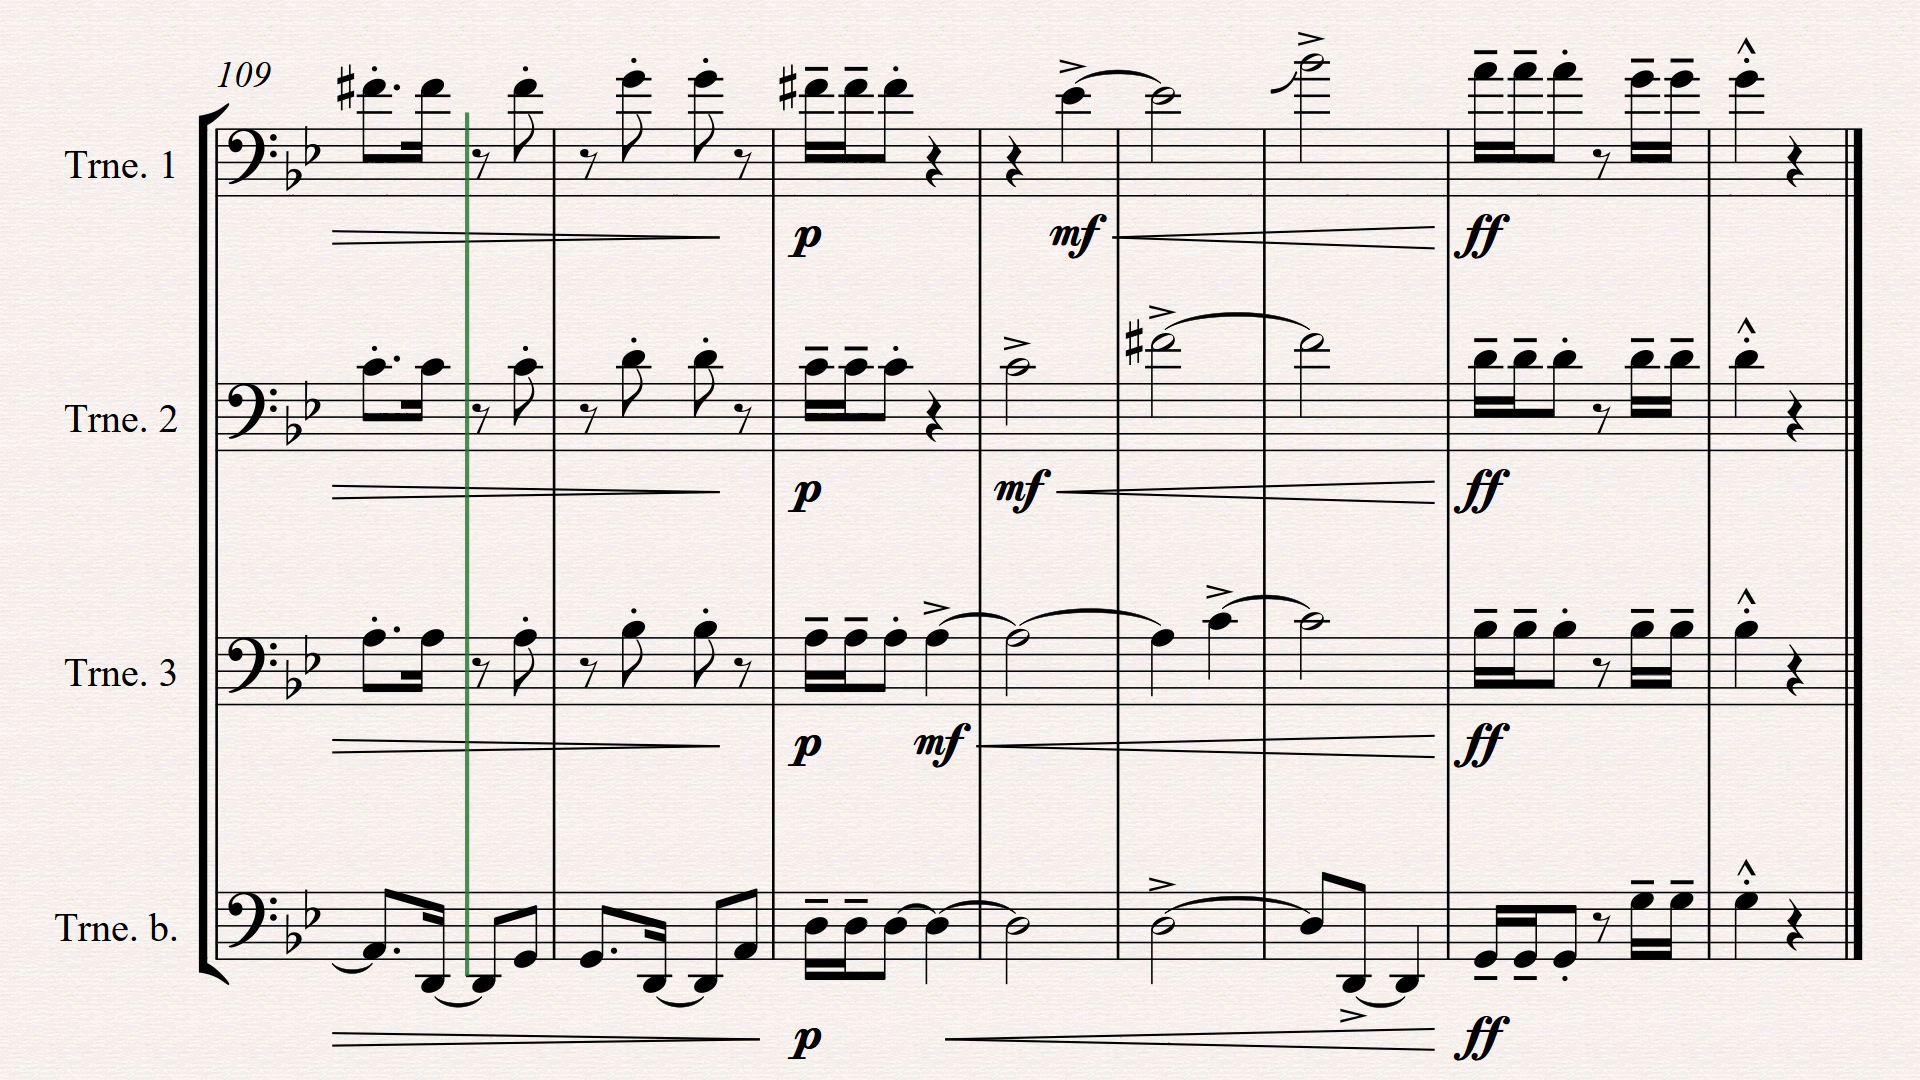 109
Trne. 1
p mf ff
Trne. 2
p mf ff
Trne. 3
p mf ff
Trne. b.
p ff